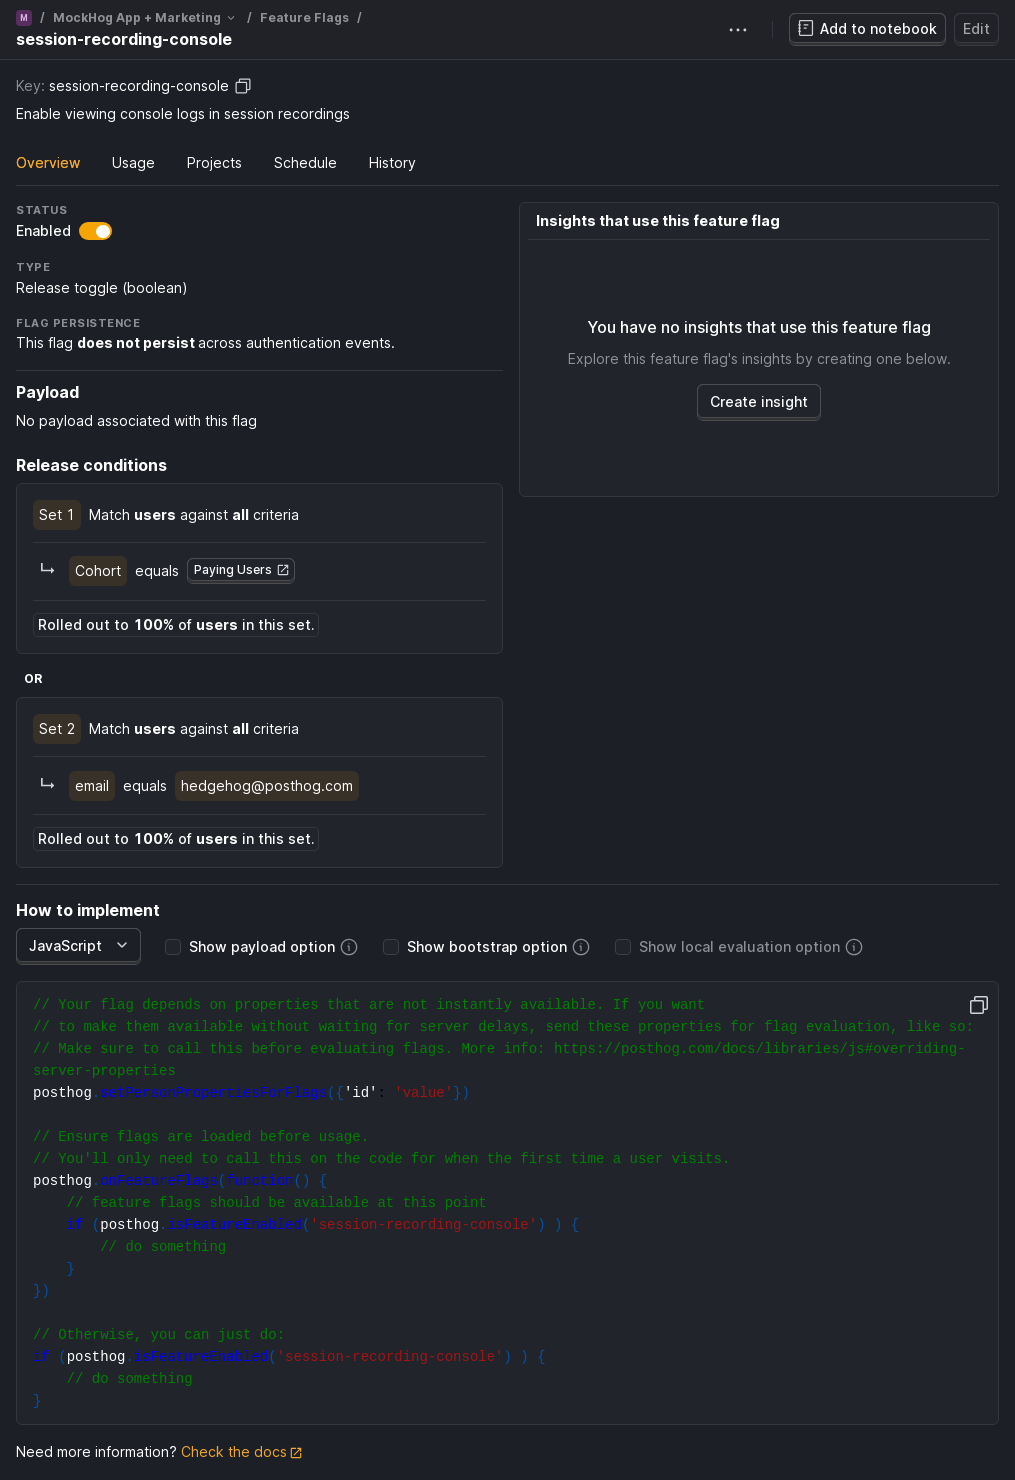 M / MockHog App + Marketing / Feature Flags /
session-recording-console
Add to notebook
Edit
Key: session-recording-console
Enable viewing console logs in session recordings
Overview Usage Projects Schedule History
STATUS
Enabled
TYPE
Release toggle (boolean)
FLAG PERSISTENCE
This flag does not persist across authentication events.
Payload
No payload associated with this flag
Insights that use this feature flag
You have no insights that use this feature flag
Explore this feature flag's insights by creating one below.
Create insight
Release conditions
Set 1 Match users against all criteria
Cohort equals Paying Users
Rolled out to 100% of users in this set.
OR
Set 2 Match users against all criteria
email equals hedgehog@posthog.com
Rolled out to 100% of users in this set.
How to implement
JavaScript Show payload option Show bootstrap option Show local evaluation option
// Your flag depends on properties that are not instantly available. If you want
// to make them available without waiting for server delays, send these properties for flag evaluation, like so:
// Make sure to call this before evaluating flags. More info: https://posthog.com/docs/libraries/js#overriding-
server-properties
posthog.setPersonPropertiesForFlags({'id': 'value'})
// Ensure flags are loaded before usage.
// You'll only need to call this on the code for when the first time a user visits.
posthog.onFeatureFlags(function() {
    // feature flags should be available at this point
    if (posthog.isFeatureEnabled('session-recording-console') ) {
        // do something
    }
})
// Otherwise, you can just do:
if (posthog.isFeatureEnabled('session-recording-console') ) {
    // do something
}
Need more information? Check the docs